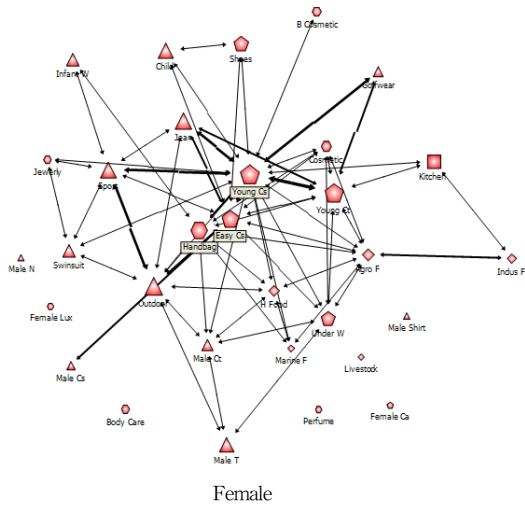 B Cosmetic
Shoes
Child
Infant W
Golfwear
Jean
Cosmetic
Jewerly
Sport
Kitchen
Young Cs
Young Ct
Easy Cs
Handbag
Swinsuit
Male N
Agro F
Indus F
Outdoor
H Food
Female Lux
Under W
Male Shirt
Male Ct
Marine F
Livestock
Male Cs
Body Care
Perfume
Female Ca
Male T
Female